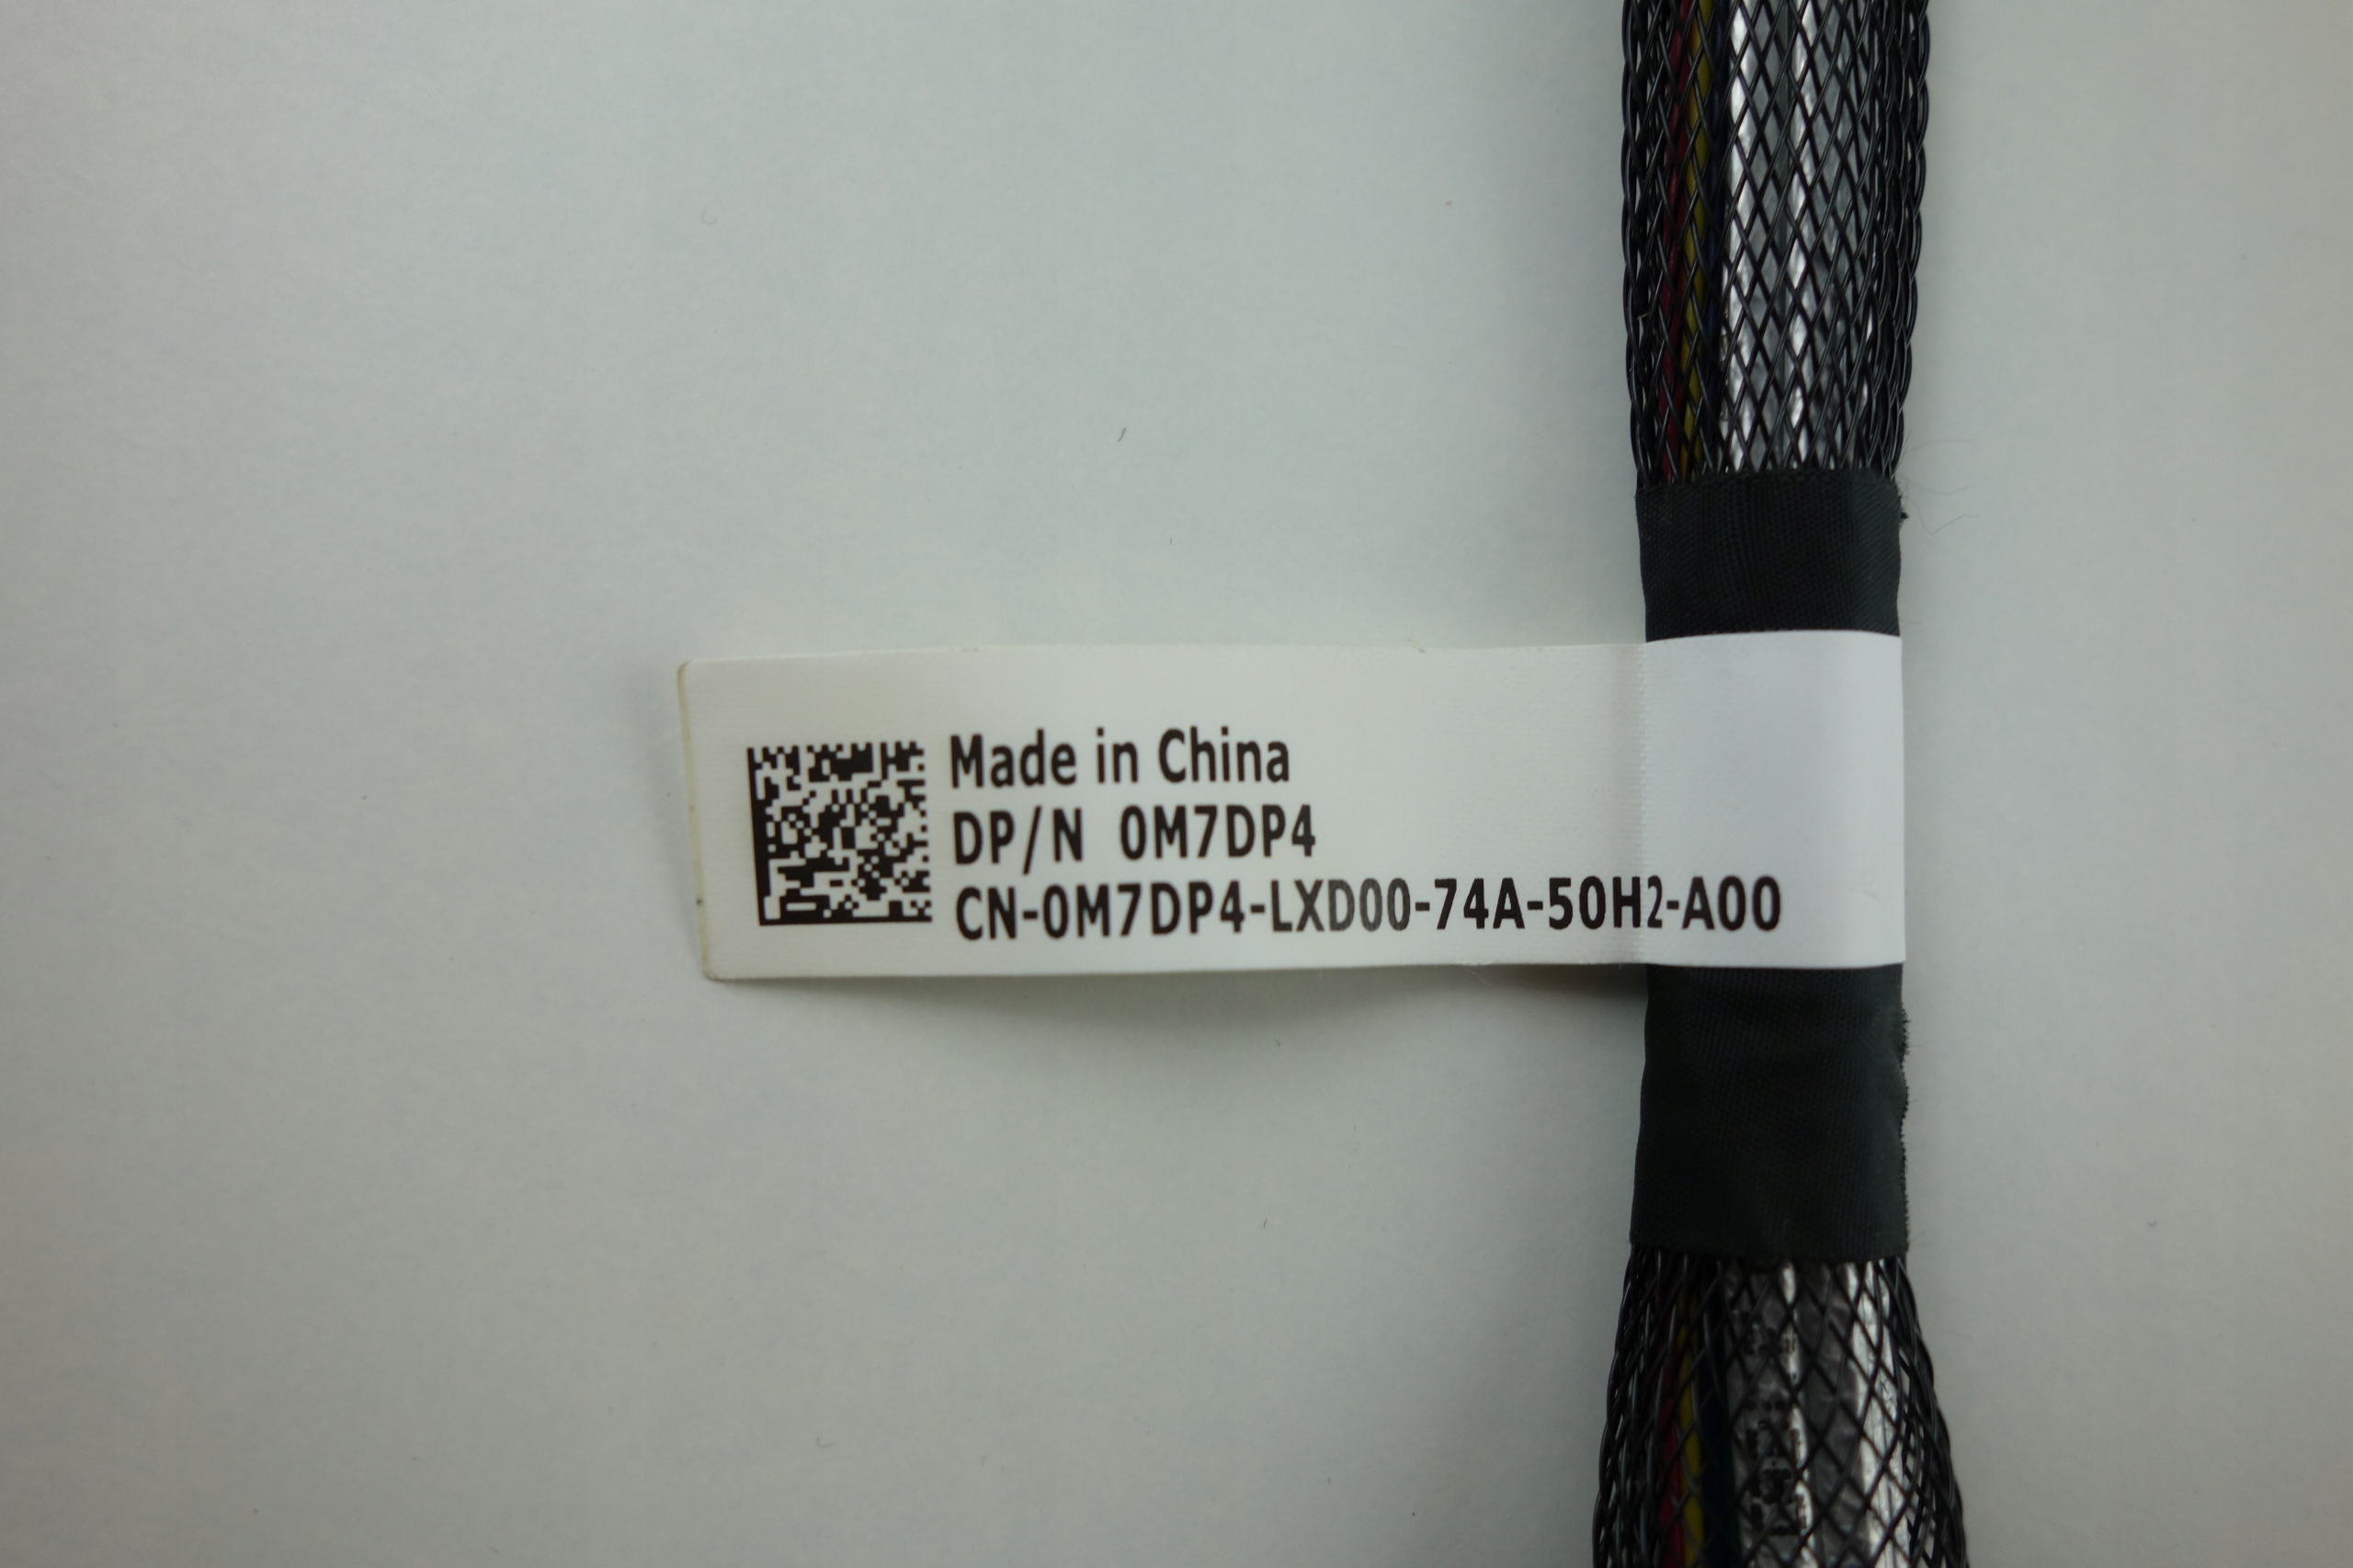 Made in China
DP/N 0M7DP4
CN-0M7DP4-LXD00-74A-50H2-A00